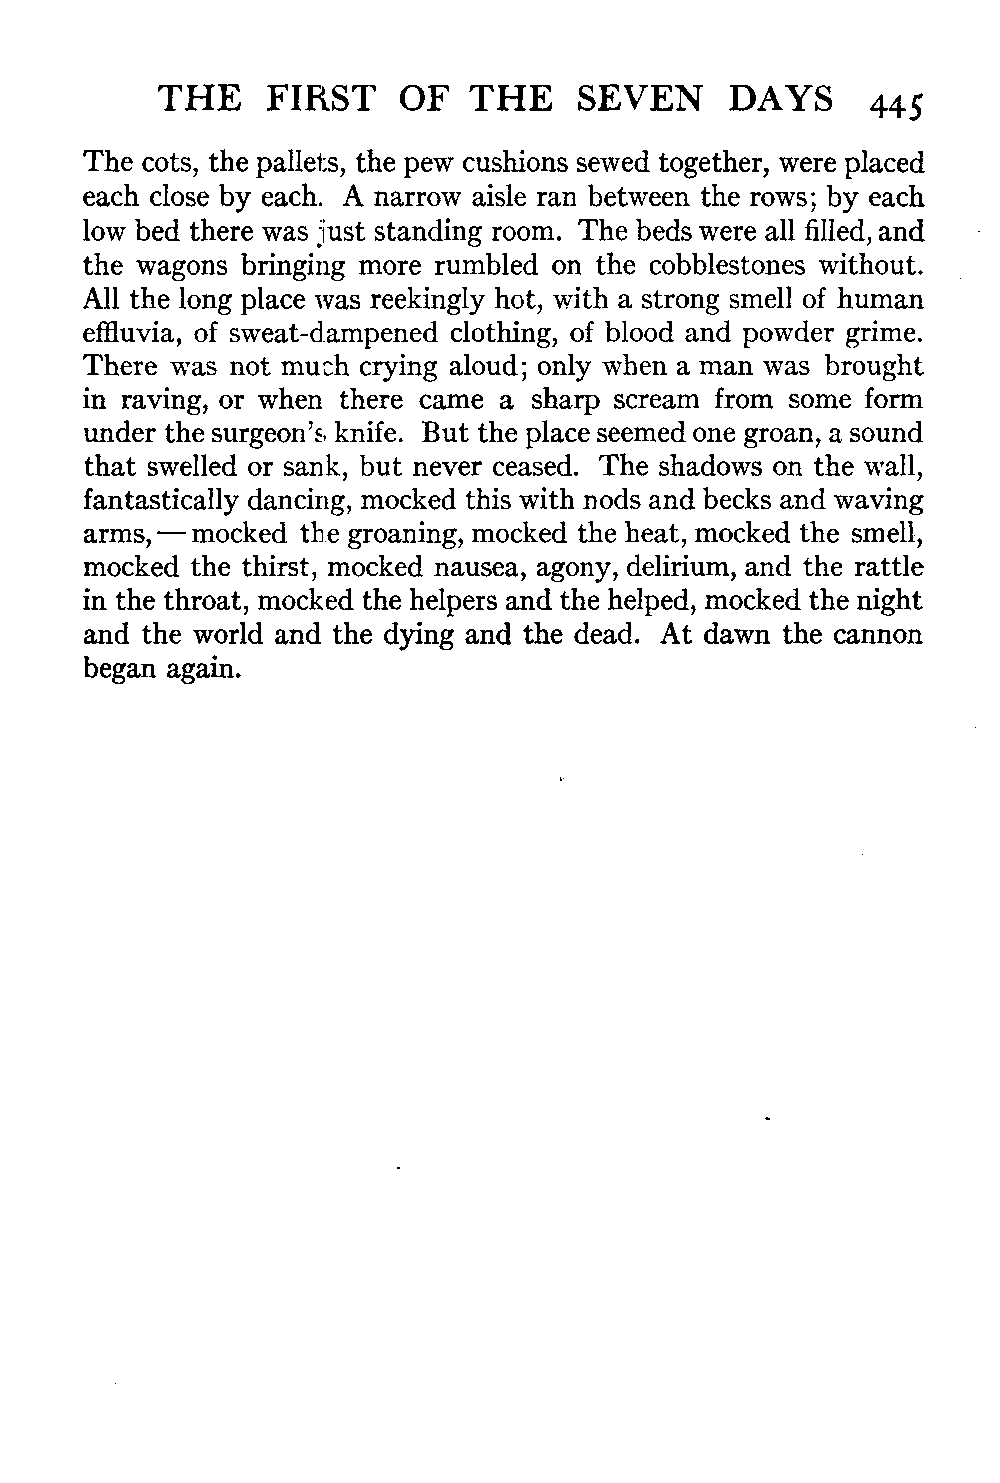 THE FIRST OF THE SEVEN DAYS 445
The cots, the pallets, the pew cushions sewed together, were placed
each close by each. A narrow aisle ran between the rows; by each
low bed there was just standing room. The beds were all filled, and
the wagons bringing more rumbled on the cobblestones without.
All the long place was reekingly hot, with a strong smell of human
effluvia, of sweat-dampened clothing, of blood and powder grime.
There was not much crying aloud; only when a man was brought
in raving, or when there came a sharp scream from some form
under the surgeon's knife. But the place seemed one groan, a sound
that swelled or sank, but never ceased. The shadows on the wall,
fantastically dancing, mocked this with nods and becks and waving
arms, — mocked the groaning, mocked the heat, mocked the smell,
mocked the thirst, mocked nausea, agony, delirium, and the rattle
in the throat, mocked the helpers and the helped, mocked the night
and the world and the dying and the dead. At dawn the cannon
began again.